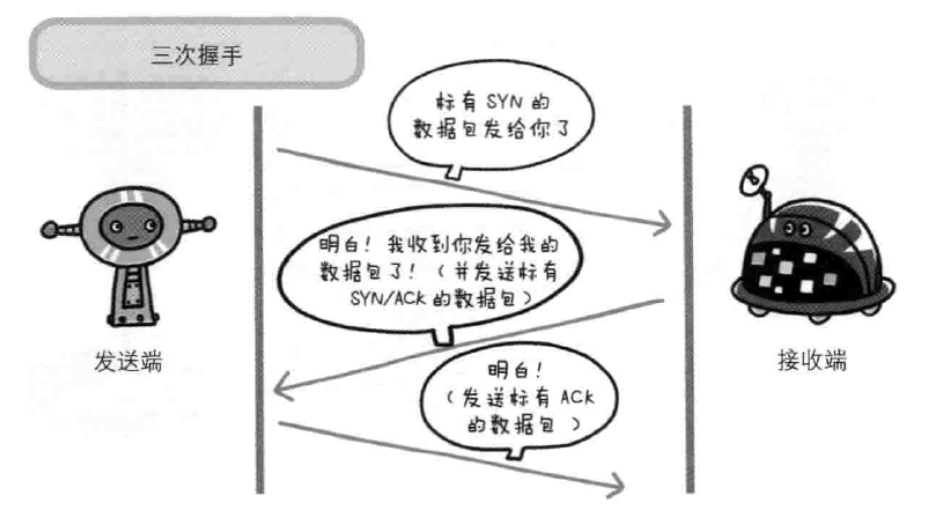 三次握手
标有 SYN 的
数据包发给你了
明白！我收到你发给我的
数据包了！（并发送标有
SYN/ACK 的数据包）
发送端
接收端
明白！
（发送标有 ACK
的数据包）